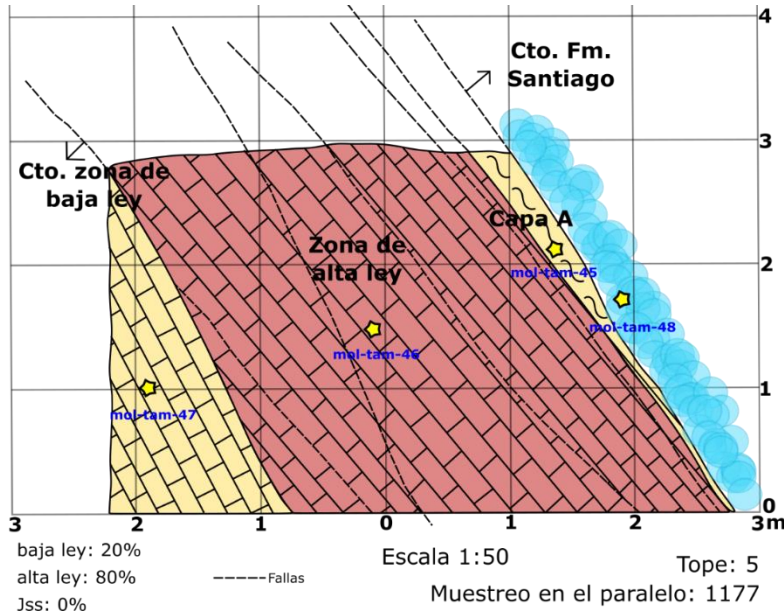 4
Cto. Fm.
Santiago
3
Cto. zona de
baja ley
Capa A
Zona de
alta ley
2
mol-tam-45
mol-tam-48
mol-tam-46
1
mol-tam-47
0
3 2 1 0 1 2 3m
baja ley: 20%
Escala 1:50
Tope: 5
alta ley: 80%
-----Fallas
Muestreo en el paralelo: 1177
Jss: 0%